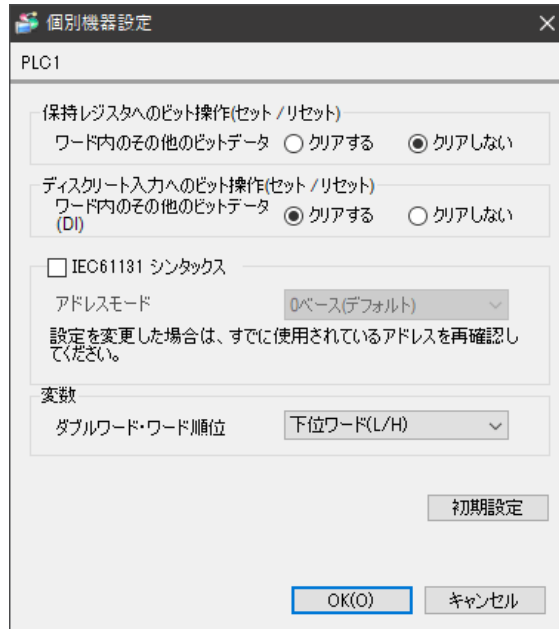 個別機器設定
PLC1
保持レジスタへのビット操作(セット /リセット)
ワード内のその他のビットデータ クリアする クリアしない
ディスクリート入力へのビット操作(セット /リセット)
ワード内のその他のビットデータ
(DI) クリアする クリアしない
IEC61131 シンタックス
アドレスモード 0ベース(デフォルト)
設定を変更した場合は、すでに使用されているアドレスを再確認し
てください。
変数
ダブルワード・ワード順位 下位ワード(L/H)
初期設定
OK(O) キャンセル